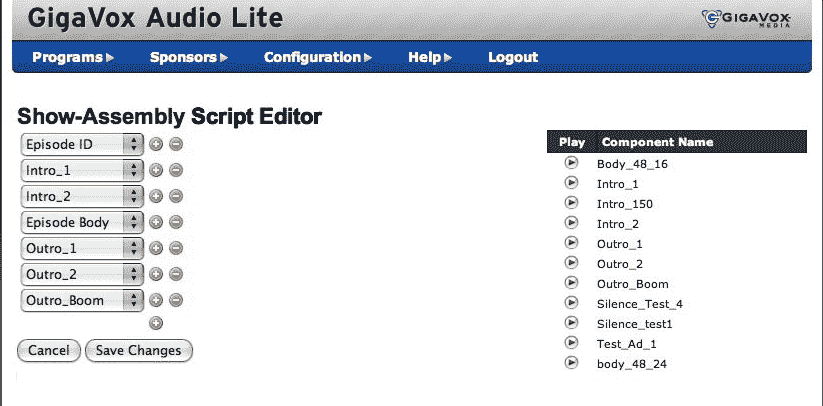 GigaVox Audio Lite
GIGAVOX
MEDIA
Programs Sponsors Configuration Help Logout
Show-Assembly Script Editor
Episode ID
Intro_1
Intro_2
Episode Body
Outro_1
Outro_2
Outro_Boom
Cancel Save Changes
Play Component Name
Body_48_16
Intro_1
Intro_150
Intro_2
Outro_1
Outro_2
Outro_Boom
Silence_Test_4
Silence_test1
Test_Ad_1
body_48_24